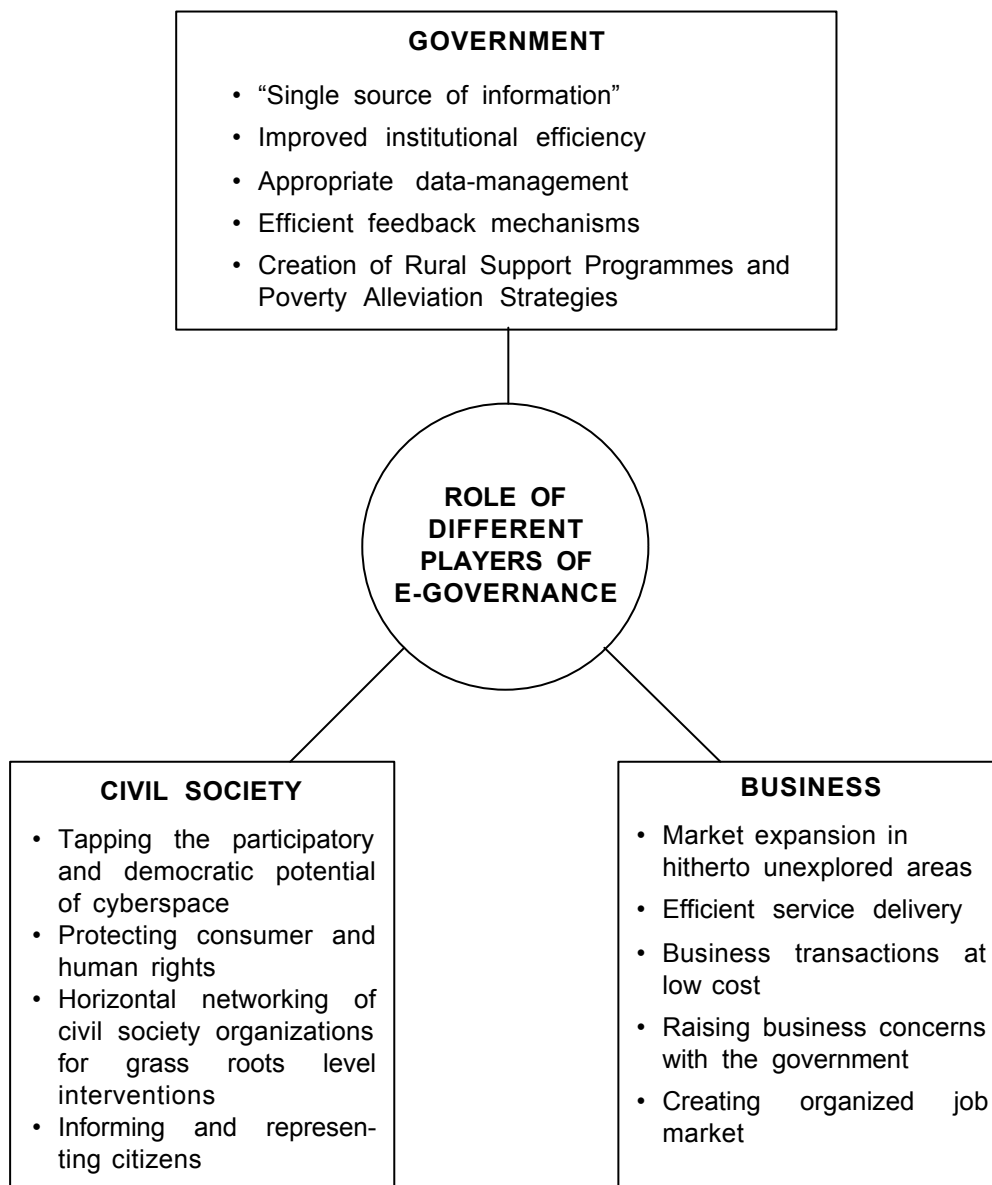 GOVERNMENT
• “Single source of information”
• Improved institutional efficiency
• Appropriate data-management
• Efficient feedback mechanisms
• Creation of Rural Support Programmes and
Poverty Alleviation Strategies
ROLE OF
DIFFERENT
PLAYERS OF
E-GOVERNANCE
CIVIL SOCIETY
• Tapping the participatory
and democratic potential
of cyberspace
• Protecting consumer and
human rights
• Horizontal networking of
civil society organizations
for grass roots level
interventions
• Informing and represen-
ting citizens
BUSINESS
• Market expansion in
hitherto unexplored areas
• Efficient service delivery
• Business transactions at
low cost
• Raising business concerns
with the government
• Creating organized job
market